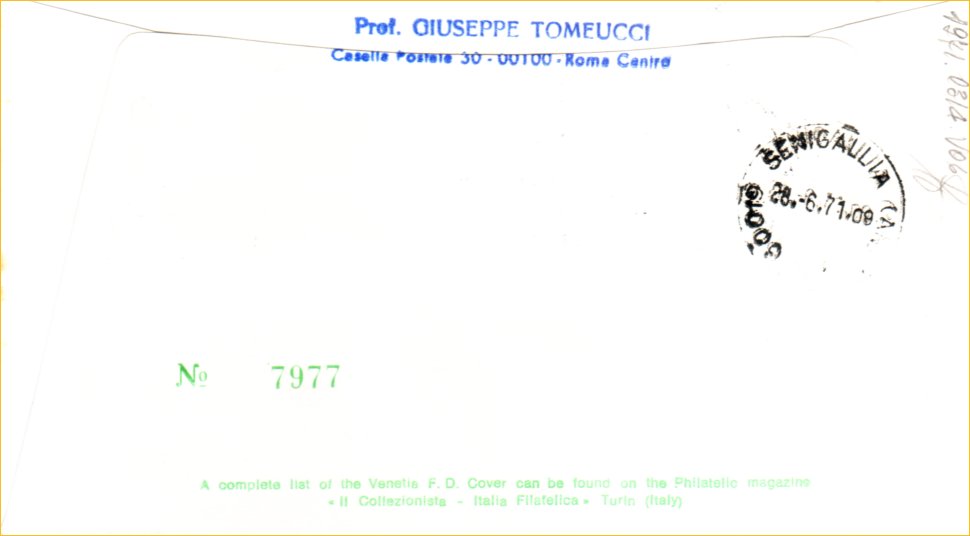 Prof. GIUSEPPE TOMEUCCI
Casella Postale 30 - 00100 - Roma Centro
SENIGALLIA (A
28.-6.71.09
№ 7977
A complete list of the Venetia F. D. Cover can be found on the Philatelic magazine
« Il Collezionista - Italia Filatelica » Turin (Italy)